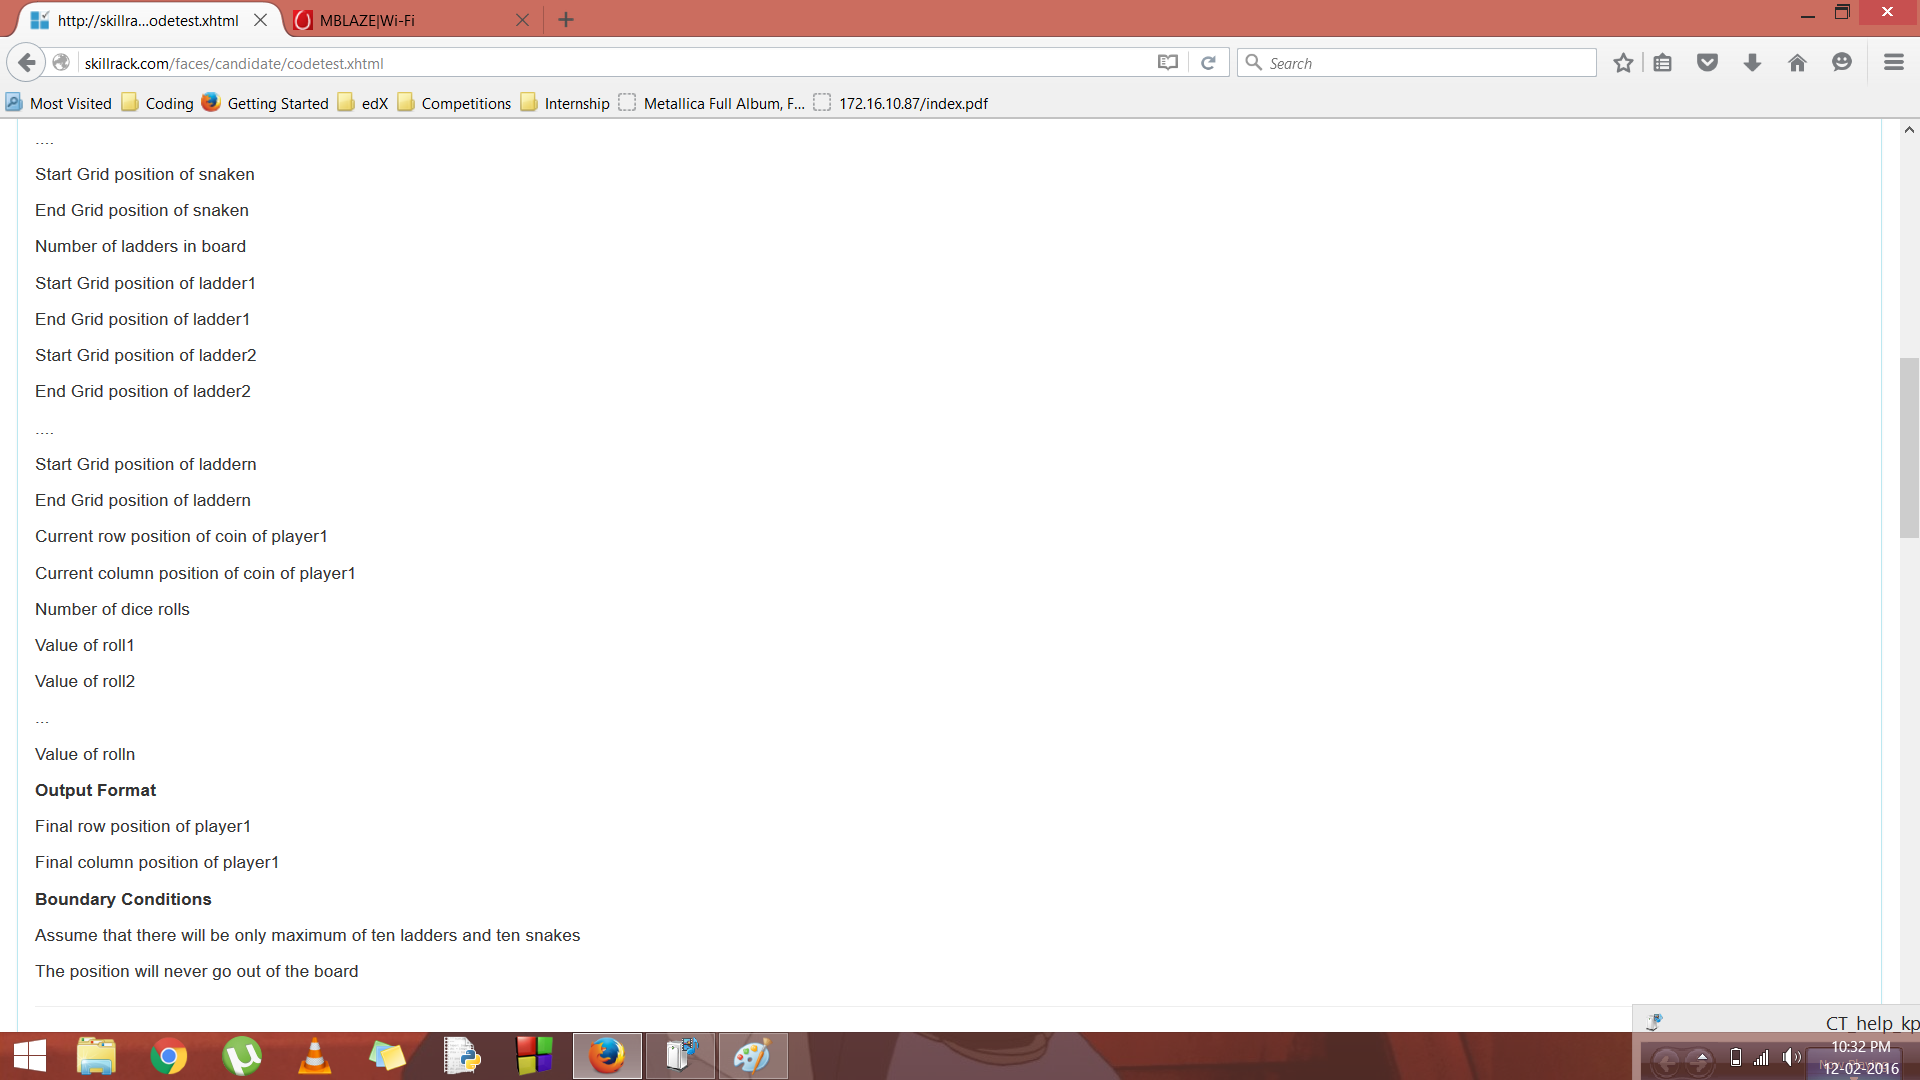 http://skillra...odetest.xhtml
MBLAZE|Wi-Fi
skillrack.com/faces/candidate/codetest.xhtml
Search
Most Visited Coding Getting Started edX Competitions Internship Metallica Full Album, F... 172.16.10.87/index.pdf
....
Start Grid position of snaken
End Grid position of snaken
Number of ladders in board
Start Grid position of ladder1
End Grid position of ladder1
Start Grid position of ladder2
End Grid position of ladder2
....
Start Grid position of laddern
End Grid position of laddern
Current row position of coin of player1
Current column position of coin of player1
Number of dice rolls
Value of roll1
Value of roll2
...
Value of rolln
Output Format
Final row position of player1
Final column position of player1
Boundary Conditions
Assume that there will be only maximum of ten ladders and ten snakes
The position will never go out of the board
CT_help_kp
10:32 PM
12-02-2016